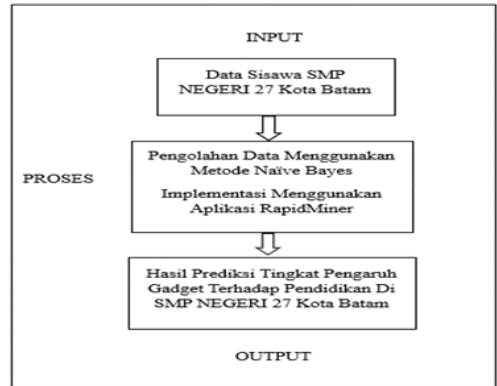 INPUT
Data Sisawa SMP
NEGERI 27 Kota Batam
PROSES
Pengolahan Data Menggunakan
Metode Naïve Bayes
Implementasi Menggunakan
Aplikasi RapidMiner
Hasil Prediksi Tingkat Pengaruh
Gadget Terhadap Pendidikan Di
SMP NEGERI 27 Kota Batam
OUTPUT